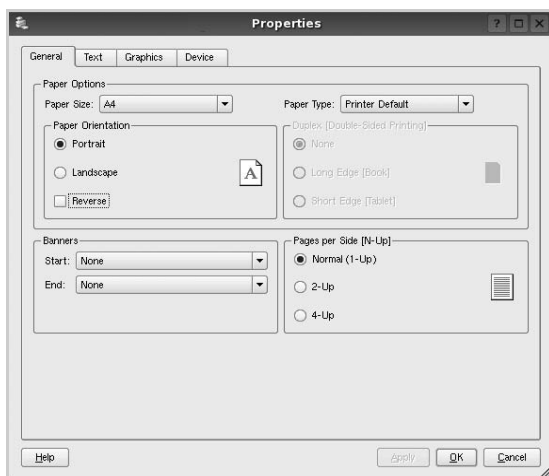 Properties
General Text Graphics Device
Paper Options
Paper Size: A4 Paper Type: Printer Default
Paper Orientation
Portrait
Landscape
A
Reverse
Duplex [Double-Sided Printing]
None
Long Edge [Book]
Short Edge [Tablet]
Banners
Start: None
End: None
Pages per Side [N-Up]
Normal (1-Up)
2-Up
4-Up
Help Apply OK Cancel